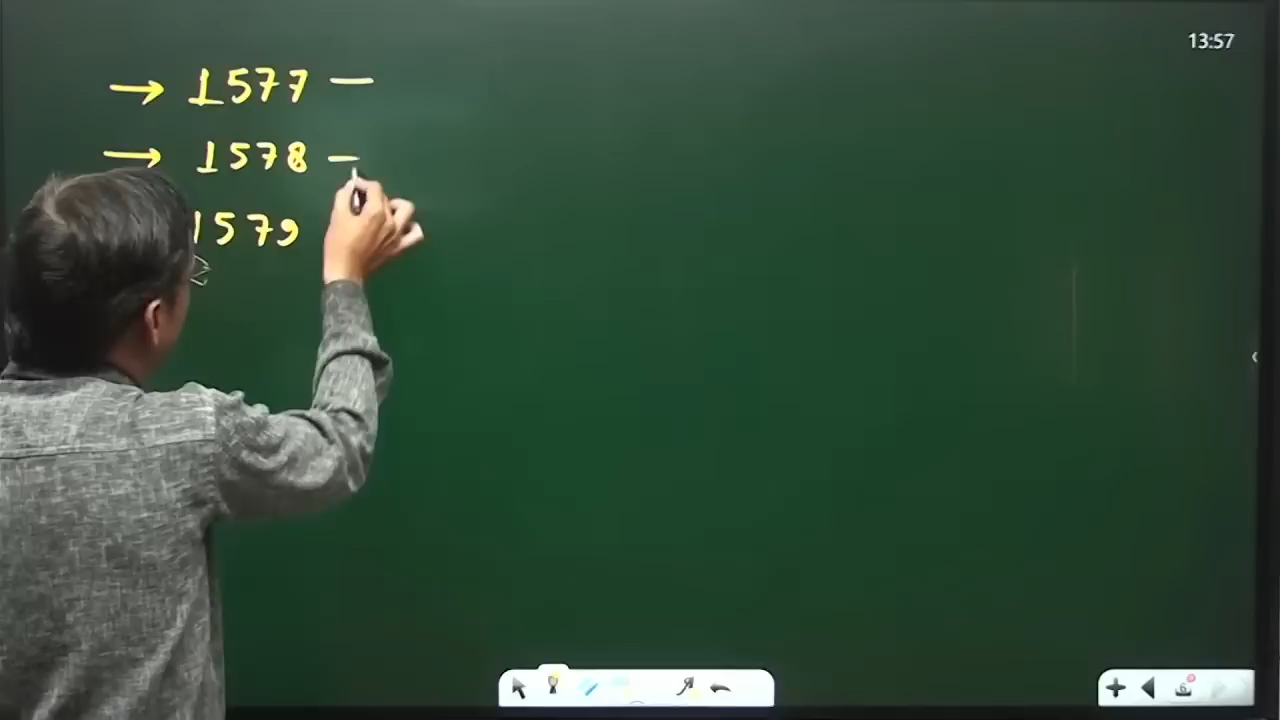 13:57
→ 1577 —
→ 1578 —
1579